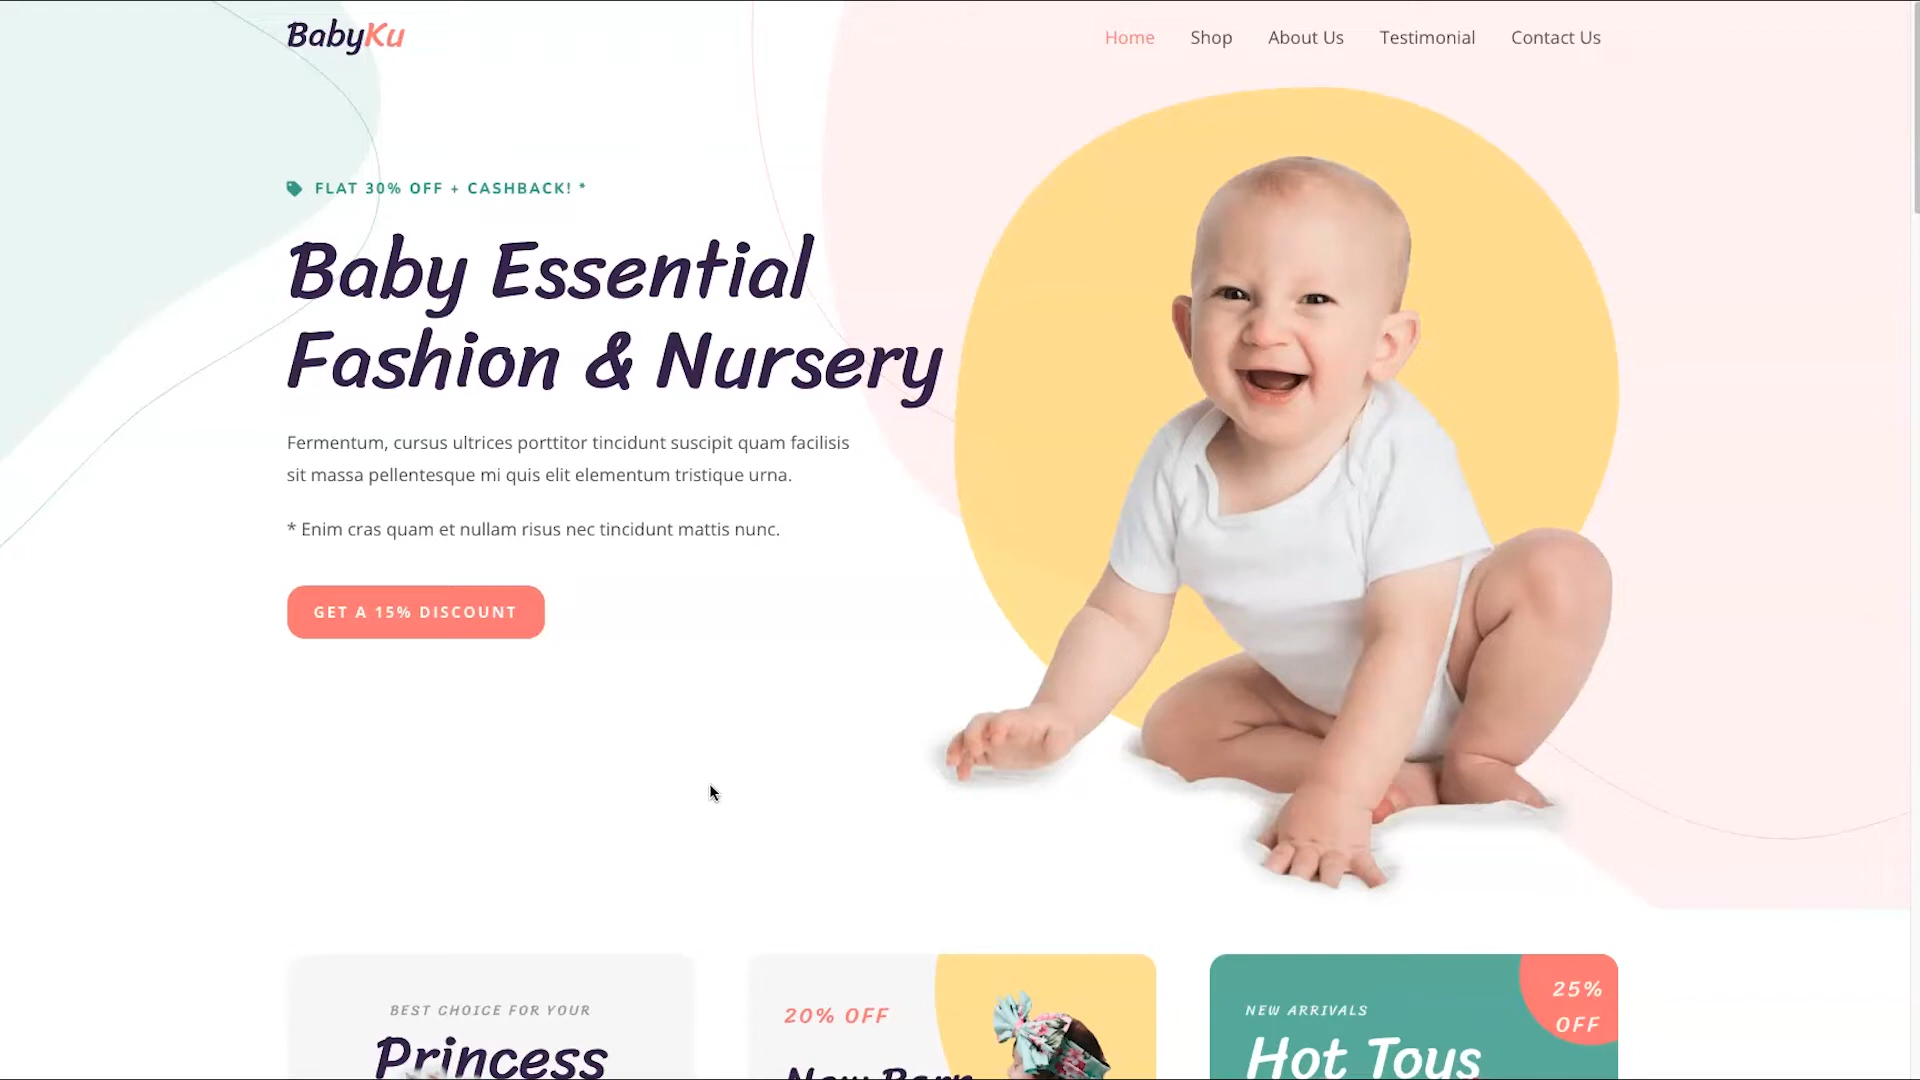 BabyKu
Home Shop About Us Testimonial Contact Us
FLAT 30% OFF + CASHBACK! *
Baby Essential
Fashion & Nursery
Fermentum, cursus ultrices porttitor tincidunt suscipit quam facilisis
sit massa pellentesque mi quis elit elementum tristique urna.
* Enim cras quam et nullam risus nec tincidunt mattis nunc.
GET A 15% DISCOUNT
BEST CHOICE FOR YOUR
Princess
20% OFF
New Born
NEW ARRIVALS
Hot Toys
25%
OFF